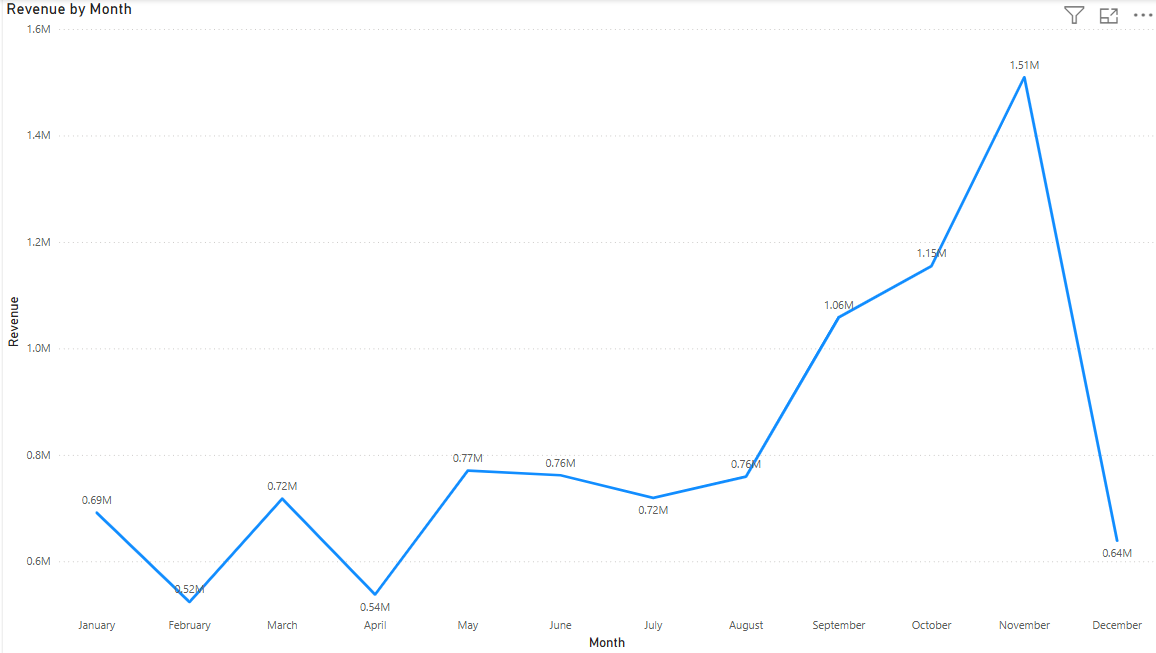 Revenue by Month
1.6M
1.4M
1.2M
1.0M
0.8M
0.6M
Revenue
0.69M
0.52M
0.72M
0.54M
0.77M
0.76M
0.72M
0.76M
1.06M
1.15M
1.51M
0.64M
January February March April May June July August September October November December
Month